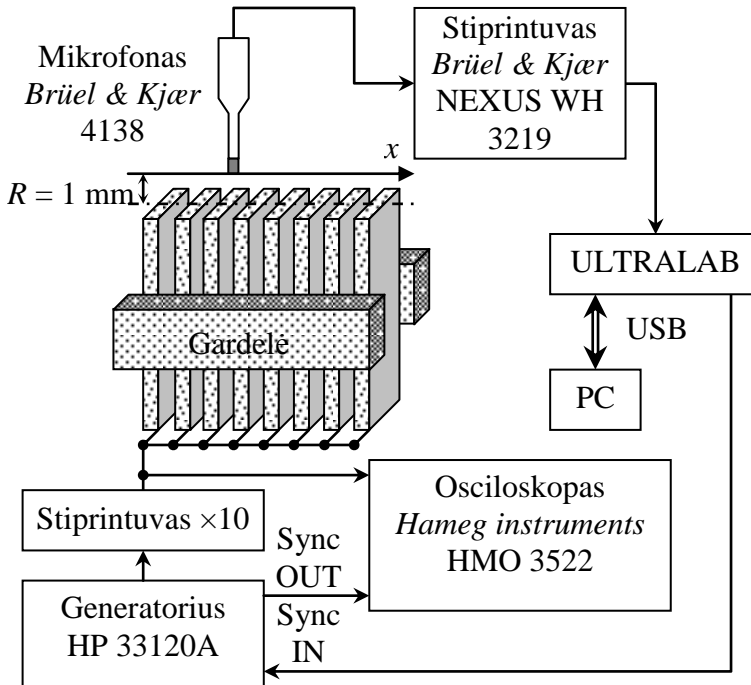 Mikrofonas
Brüel & Kjær
4138
Stiprintuvas
Brüel & Kjær
NEXUS WH
3219
x
R = 1 mm
ULTRALAB
USB
PC
Gardelė
Stiprintuvas ×10
Osciloskopas
Hameg instruments
HMO 3522
Sync
OUT
Sync
IN
Generatorius
HP 33120A